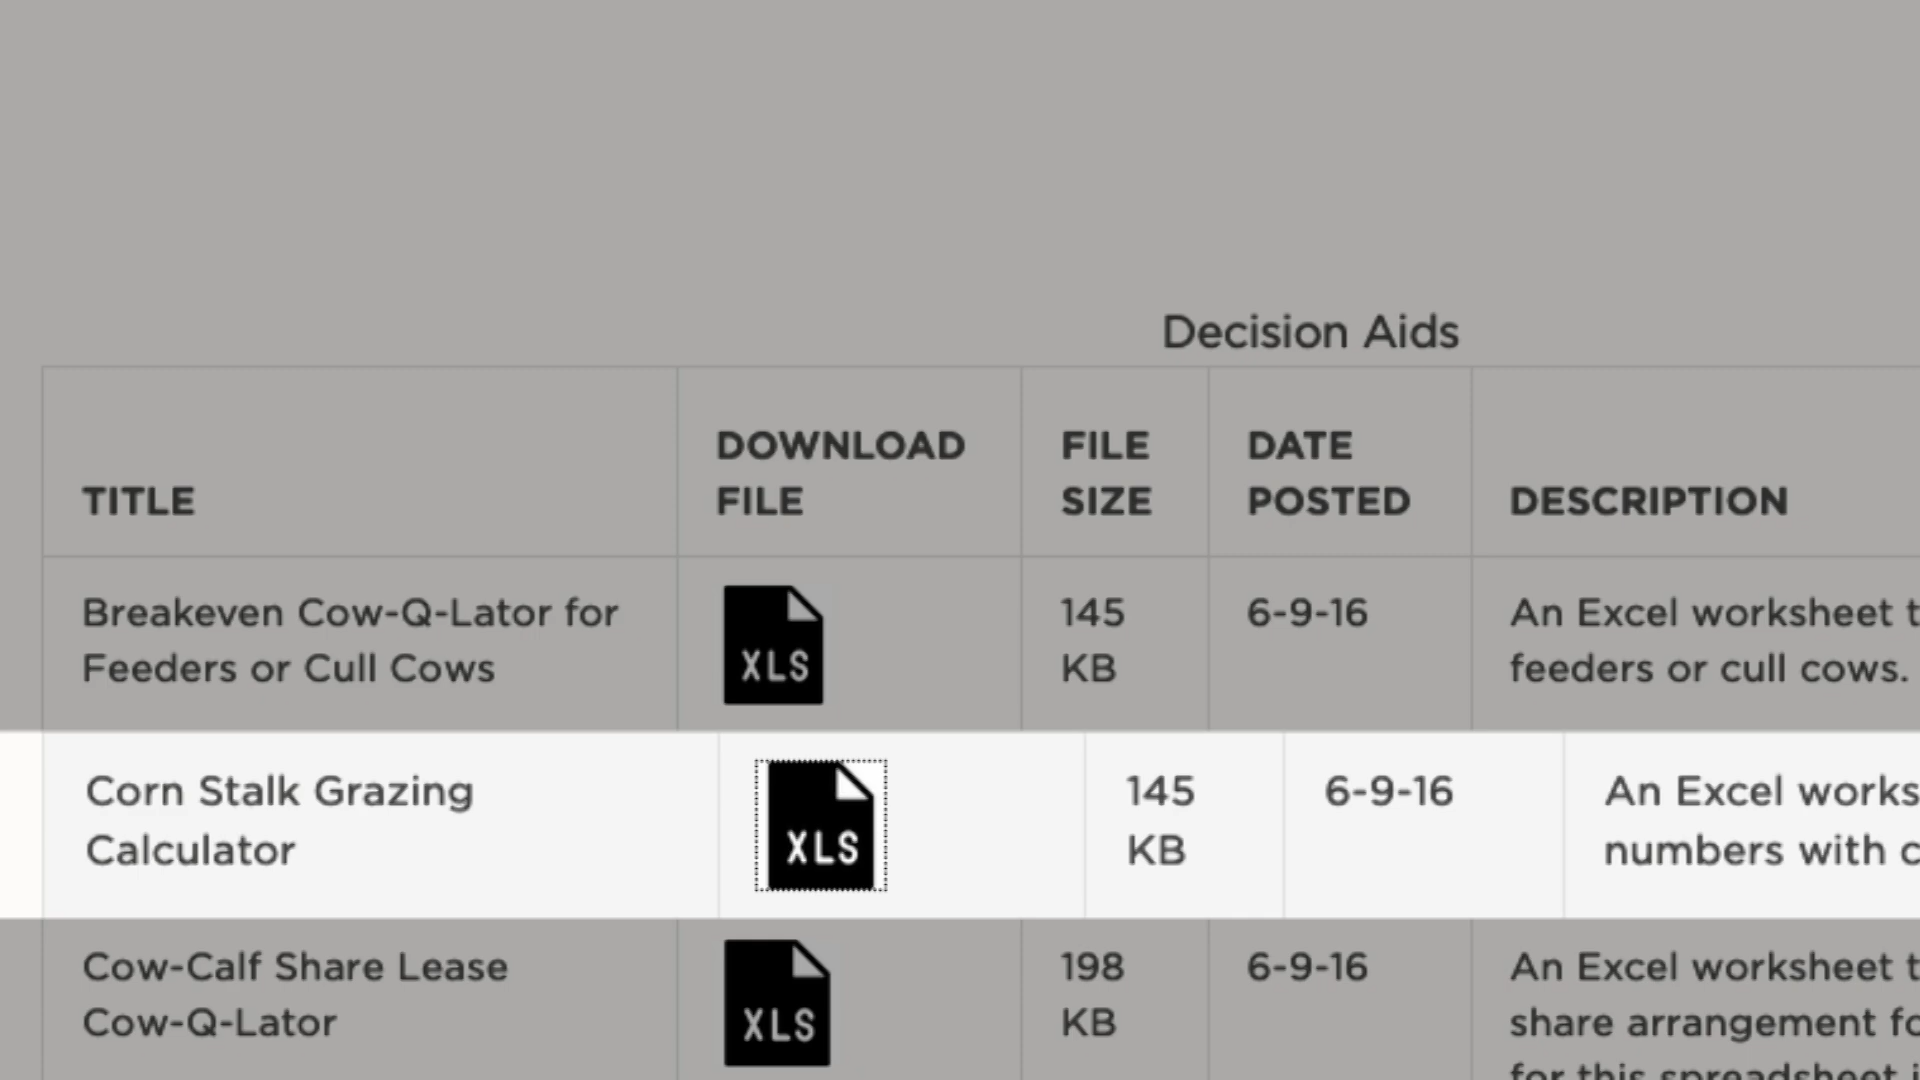 Decision Aids
TITLE
DOWNLOAD
FILE
FILE
SIZE
DATE
POSTED
DESCRIPTION
Breakeven Cow-Q-Lator for
Feeders or Cull Cows
XLS
145
KB
6-9-16
An Excel worksheet t
feeders or cull cows.
Corn Stalk Grazing
Calculator
XLS
145
KB
6-9-16
An Excel works
numbers with c
Cow-Calf Share Lease
Cow-Q-Lator
XLS
198
KB
6-9-16
An Excel worksheet t
share arrangement fo
for this spreadsheet i